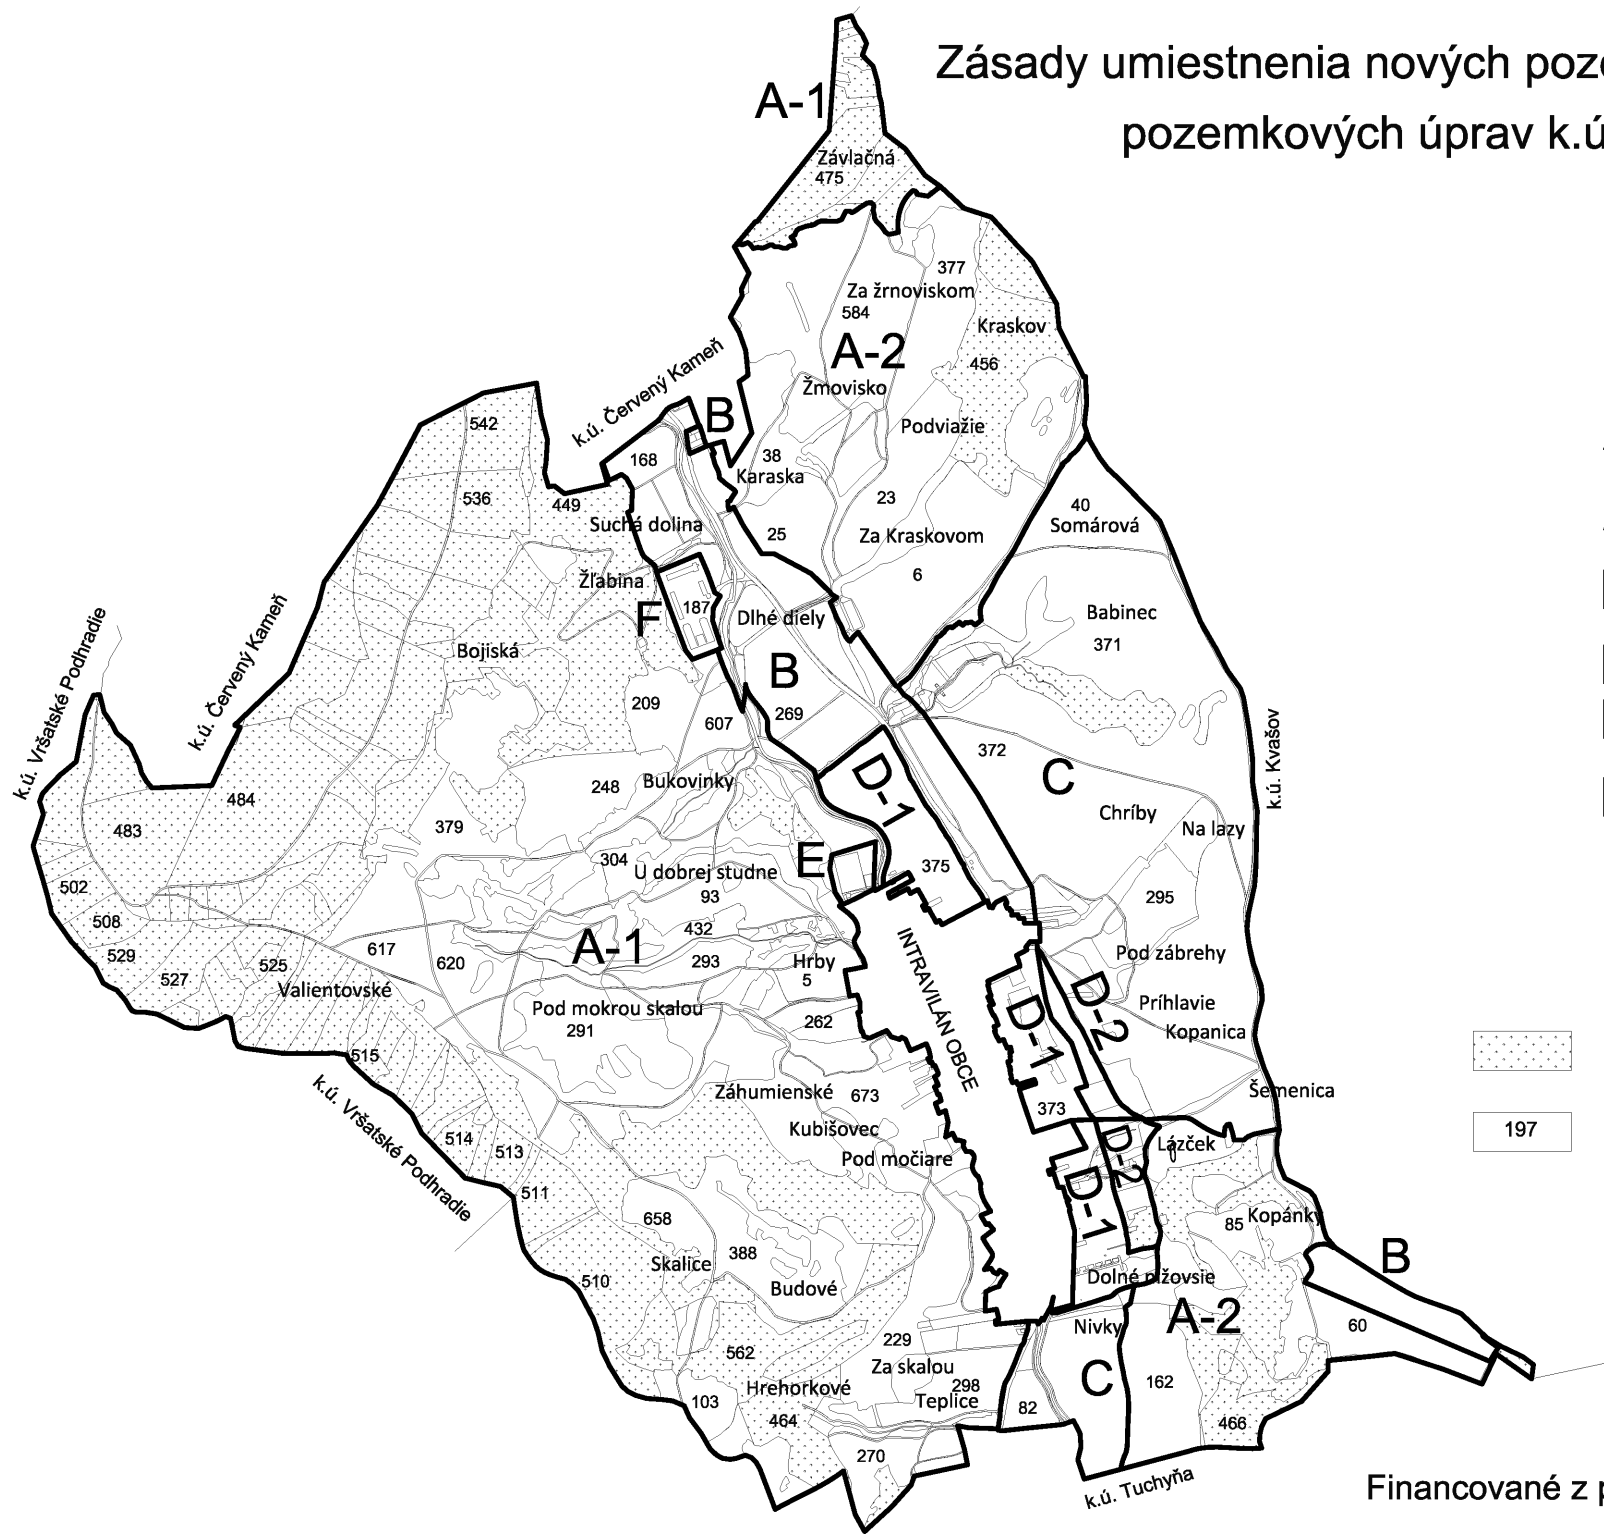 Zásady umiestnenia nových poz
pozemkových úprav k.ú
A-1
Závlačná
475
377
Za žrnoviskom
584
Kraskov
A-2
456
k.ú. Červený Kameň
Žrnovisko
B
Podviažie
542
168
38
Karaska
536
449
23
40
Somárová
Suchá dolina
25
Za Kraskovom
6
Žľabina
187
F
Dlhé diely
Babinec
371
k.ú. Vršatské Podhradie
k.ú. Červený Kameň
Bojiská
B
209
607
269
372
k.ú. Kvašov
C
Bukovinky
248
D-1
484
483
379
Chríby
Na lazy
304
E
U dobrej studne
375
502
93
295
508
432
INTRAVILÁN OBCE
529
617
A-1
293
Hrby
5
Pod zábrehy
527
525
620
Valientovské
D-2
Príhlavie
Pod mokrou skalou
291
262
D-1
Kopanica
515
k.ú. Vršatské Podhradie
Záhumienské
673
Šemenica
373
Kubišovec
197
514
513
Pod močiare
D-2
Lázček
511
D-1
658
85
Kopánky
388
Skalice
B
510
Budové
Dolné nížovsie
A-2
Nivky
60
229
562
Za skalou
C
162
Hrehorkové
298
Teplice
103
82
464
466
270
k.ú. Tuchyňa
Financované z p